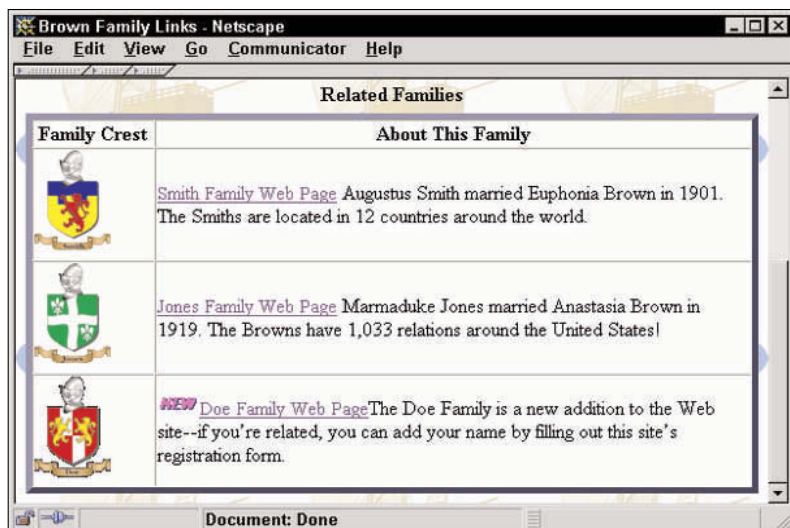 Brown Family Links - Netscape
File Edit View Go Communicator Help
Related Families
Family Crest About This Family
Smith Family Web Page Augustus Smith married Euphonia Brown in 1901.
The Smiths are located in 12 countries around the world.
Jones Family Web Page Marmaduke Jones married Anastasia Brown in
1919. The Browns have 1,033 relations around the United States!
NEW Doe Family Web PageThe Doe Family is a new addition to the Web
site--if you're related, you can add your name by filling out this site's
registration form.
Document: Done